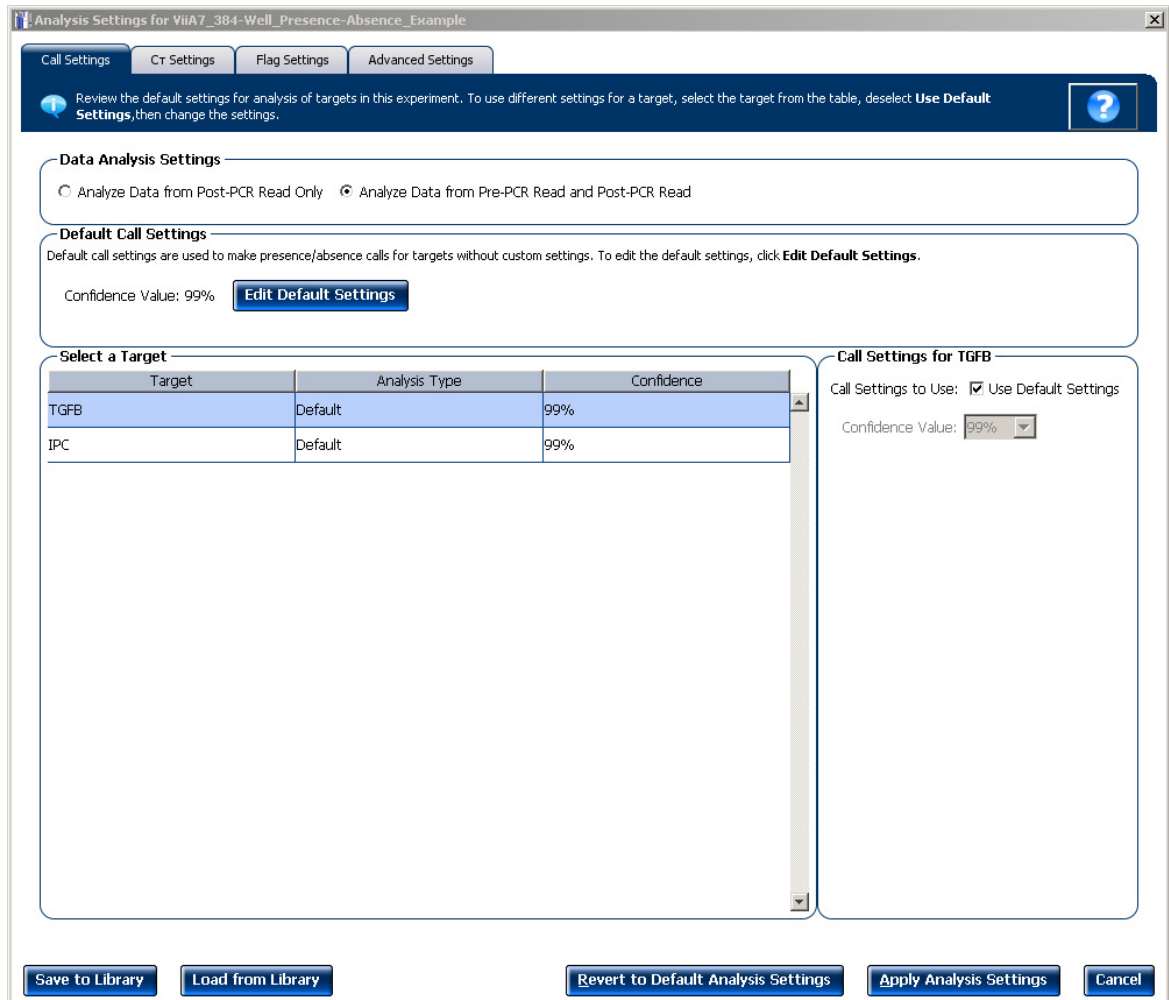 Analysis Settings for ViiA7_384-Well_Presence-Absence_Example
Call Settings
Cт Settings
Flag Settings
Advanced Settings
Review the default settings for analysis of targets in this experiment. To use different settings for a target, select the target from the table, deselect Use Default
Settings,then change the settings.
?
Data Analysis Settings
Analyze Data from Post-PCR Read Only
Analyze Data from Pre-PCR Read and Post-PCR Read
Default Call Settings
Default call settings are used to make presence/absence calls for targets without custom settings. To edit the default settings, click Edit Default Settings.
Confidence Value: 99%
Edit Default Settings
Select a Target
Target Analysis Type Confidence
TGFB Default 99%
IPC Default 99%
Call Settings for TGFB
Call Settings to Use: Use Default Settings
Confidence Value: 99%
Save to Library
Load from Library
Revert to Default Analysis Settings
Apply Analysis Settings
Cancel